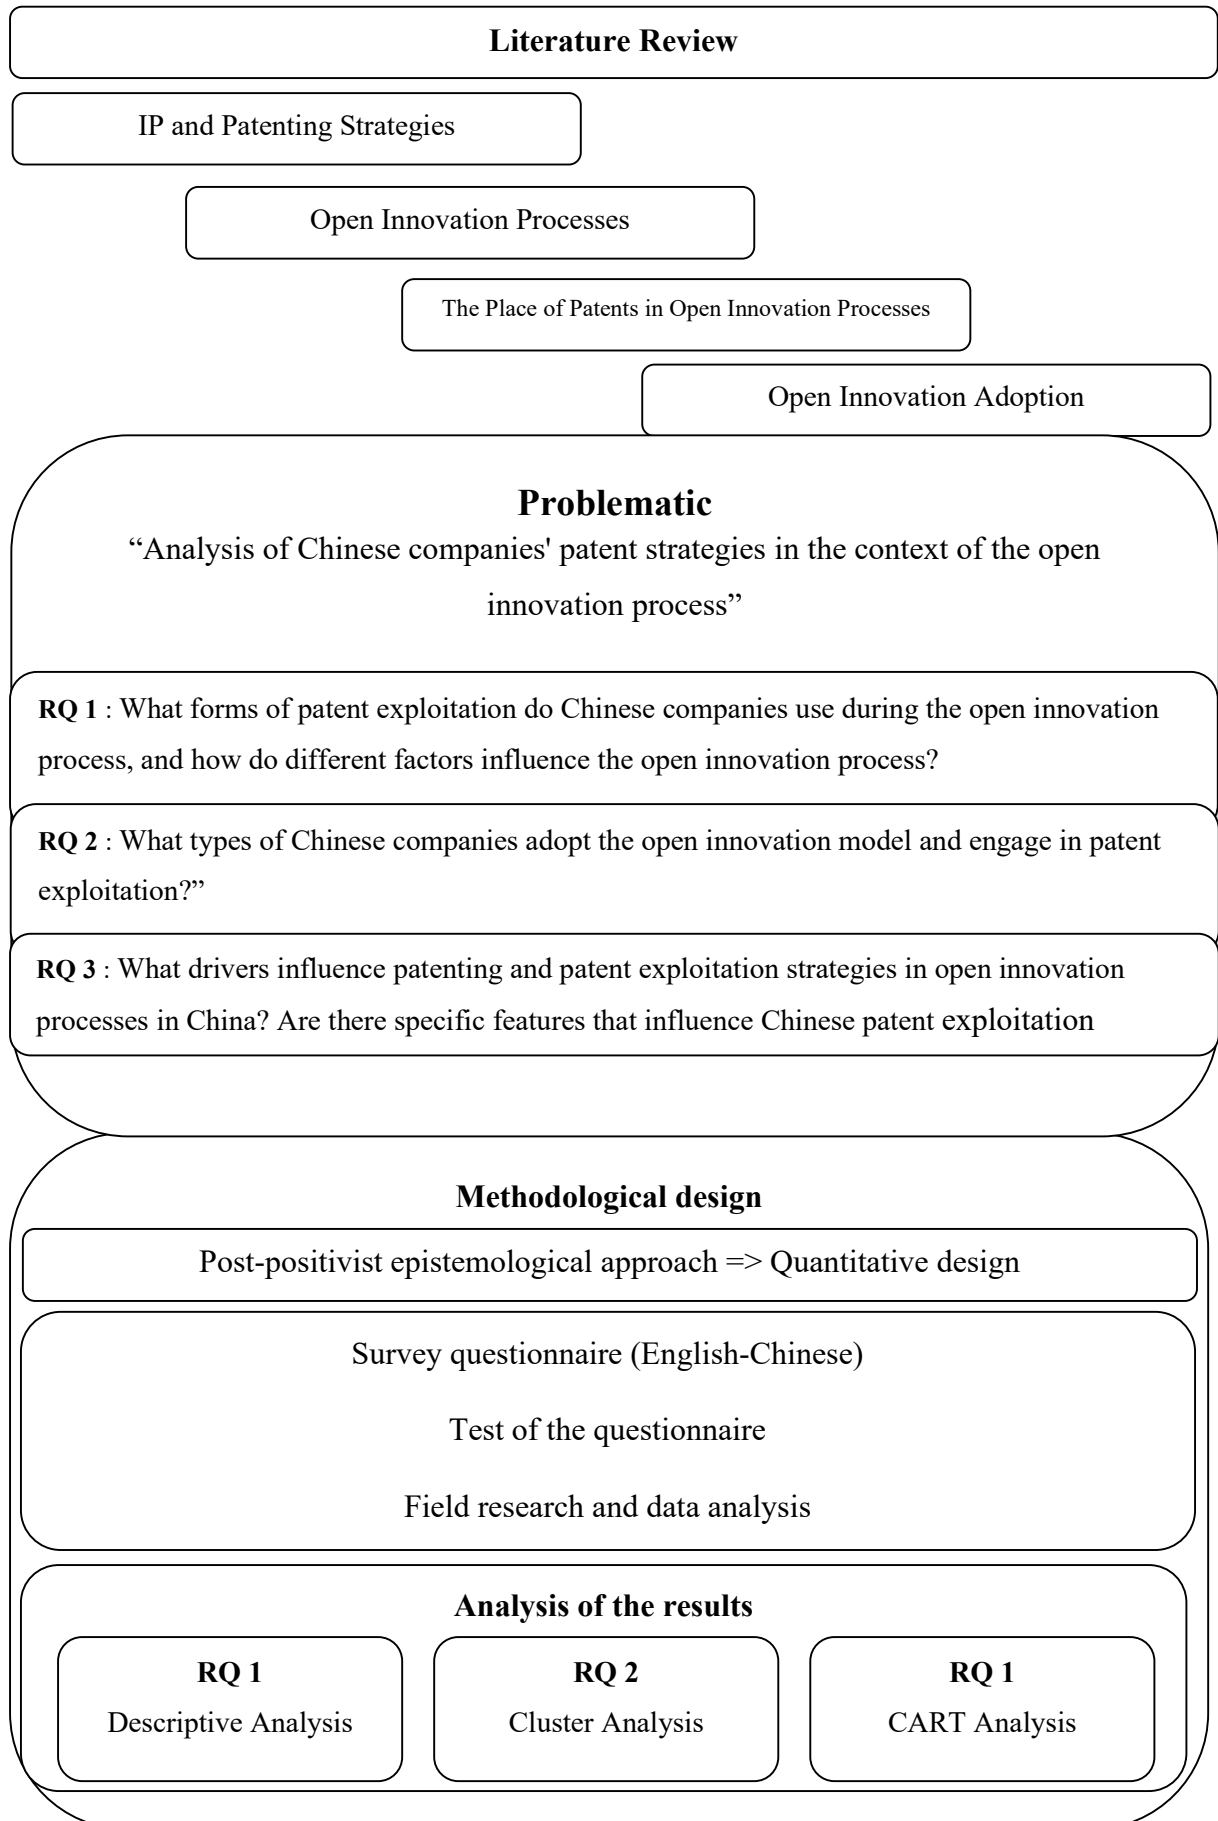 Literature Review
IP and Patenting Strategies
Open Innovation Processes
The Place of Patents in Open Innovation Processes
Open Innovation Adoption
Problematic
“Analysis of Chinese companies' patent strategies in the context of the open
innovation process”
RQ 1 : What forms of patent exploitation do Chinese companies use during the open innovation
process, and how do different factors influence the open innovation process?
RQ 2 : What types of Chinese companies adopt the open innovation model and engage in patent
exploitation?”
RQ 3 : What drivers influence patenting and patent exploitation strategies in open innovation
processes in China? Are there specific features that influence Chinese patent exploitation
Methodological design
Post-positivist epistemological approach => Quantitative design
Survey questionnaire (English-Chinese)
Test of the questionnaire
Field research and data analysis
Analysis of the results
RQ 1
Descriptive Analysis
RQ 2
Cluster Analysis
RQ 1
CART Analysis